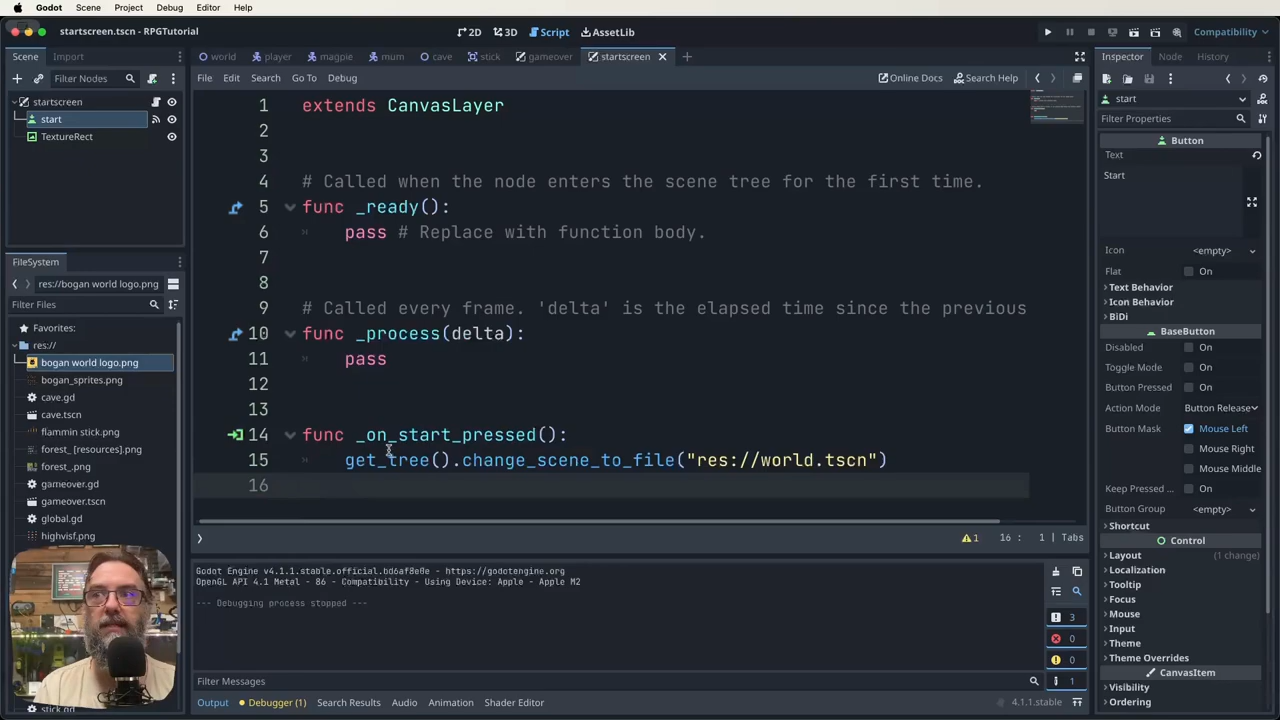 Godot Scene Project Debug Editor Help
startscreen.tscn - RPGTutorial
2D 3D Script AssetLib
Compatibility
Scene Import
Filter Nodes
startscreen
start
TextureRect
world player magpie mum cave stick gameover startscreen
File Edit Search Go To Debug
Online Docs Search Help
1 extends CanvasLayer
2
3
4 # Called when the node enters the scene tree for the first time.
5 func _ready():
6 pass # Replace with function body.
7
8
9 # Called every frame. 'delta' is the elapsed time since the previous
10 func _process(delta):
11 pass
12
13
14 func _on_start_pressed():
15 get_tree().change_scene_to_file("res://world.tscn")
16
1 16 : 1 | Tabs
FileSystem
res://bogan world logo.png
Filter Files
Favorites:
res://
bogan world logo.png
bogan_sprites.png
cave.gd
cave.tscn
flammin stick.png
forest_ [resources].png
forest_.png
gameover.gd
gameover.tscn
global.gd
highvisf.png
stick.gd
Godot Engine v4.1.1.stable.official.bd6af8e0e - https://godotengine.org
OpenGL API 4.1 Metal - 86 - Compatibility - Using Device: Apple - Apple M2
--- Debugging process stopped ---
3
0
0
1
Filter Messages
Output Debugger (1) Search Results Audio Animation Shader Editor
4.1.1.stable
Inspector Node History
start
Filter Properties
Button
Text
Start
Icon <empty>
Flat On
Text Behavior
Icon Behavior
BiDi
BaseButton
Disabled On
Toggle Mode On
Button Pressed On
Action Mode Button Release
Button Mask Mouse Left
Mouse Right
Mouse Middle
Keep Pressed ... On
Button Group <empty>
Shortcut
Control
Layout (1 change)
Localization
Tooltip
Focus
Mouse
Input
Theme
Theme Overrides
CanvasItem
Visibility
Ordering